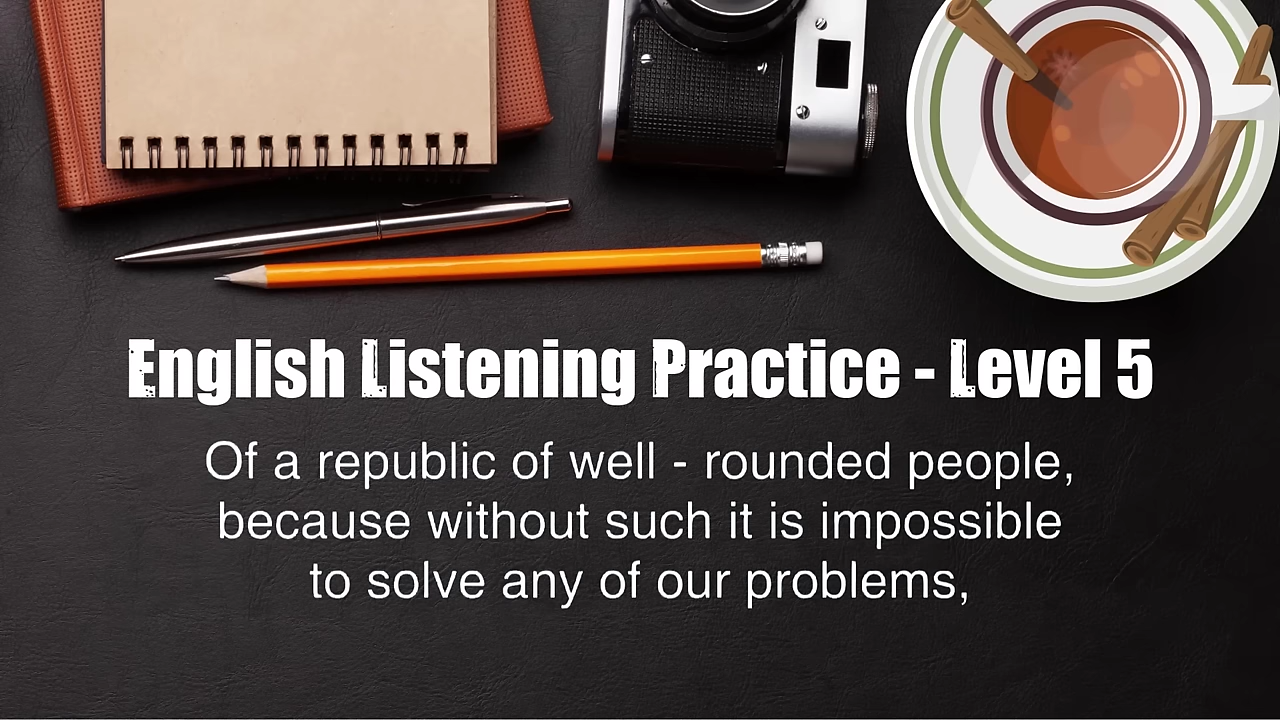 English Listening Practice - Level 5
Of a republic of well - rounded people,
because without such it is impossible
to solve any of our problems,